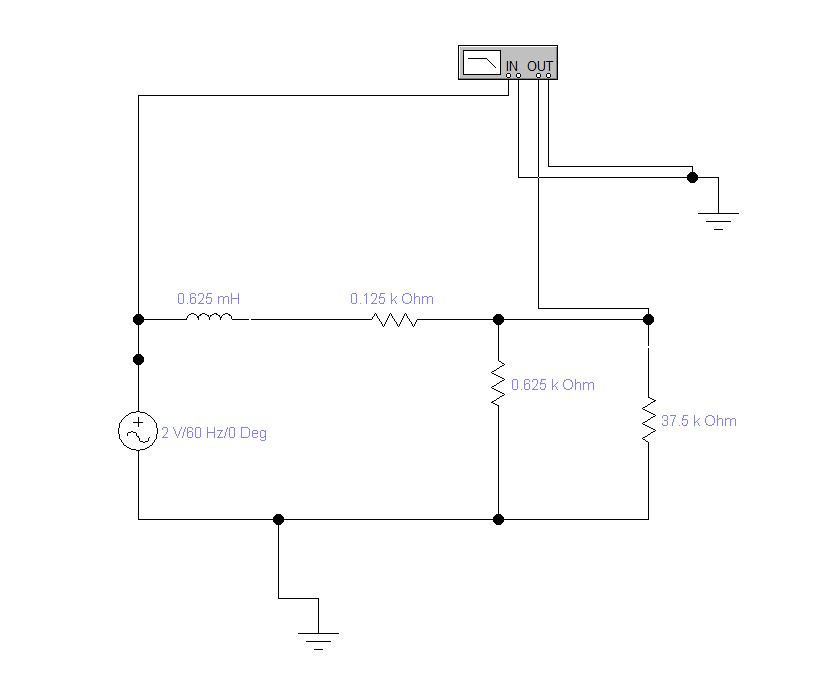 IN OUT
0.625 mH
0.125 k Ohm
0.625 k Ohm
37.5 k Ohm
2 V/60 Hz/0 Deg